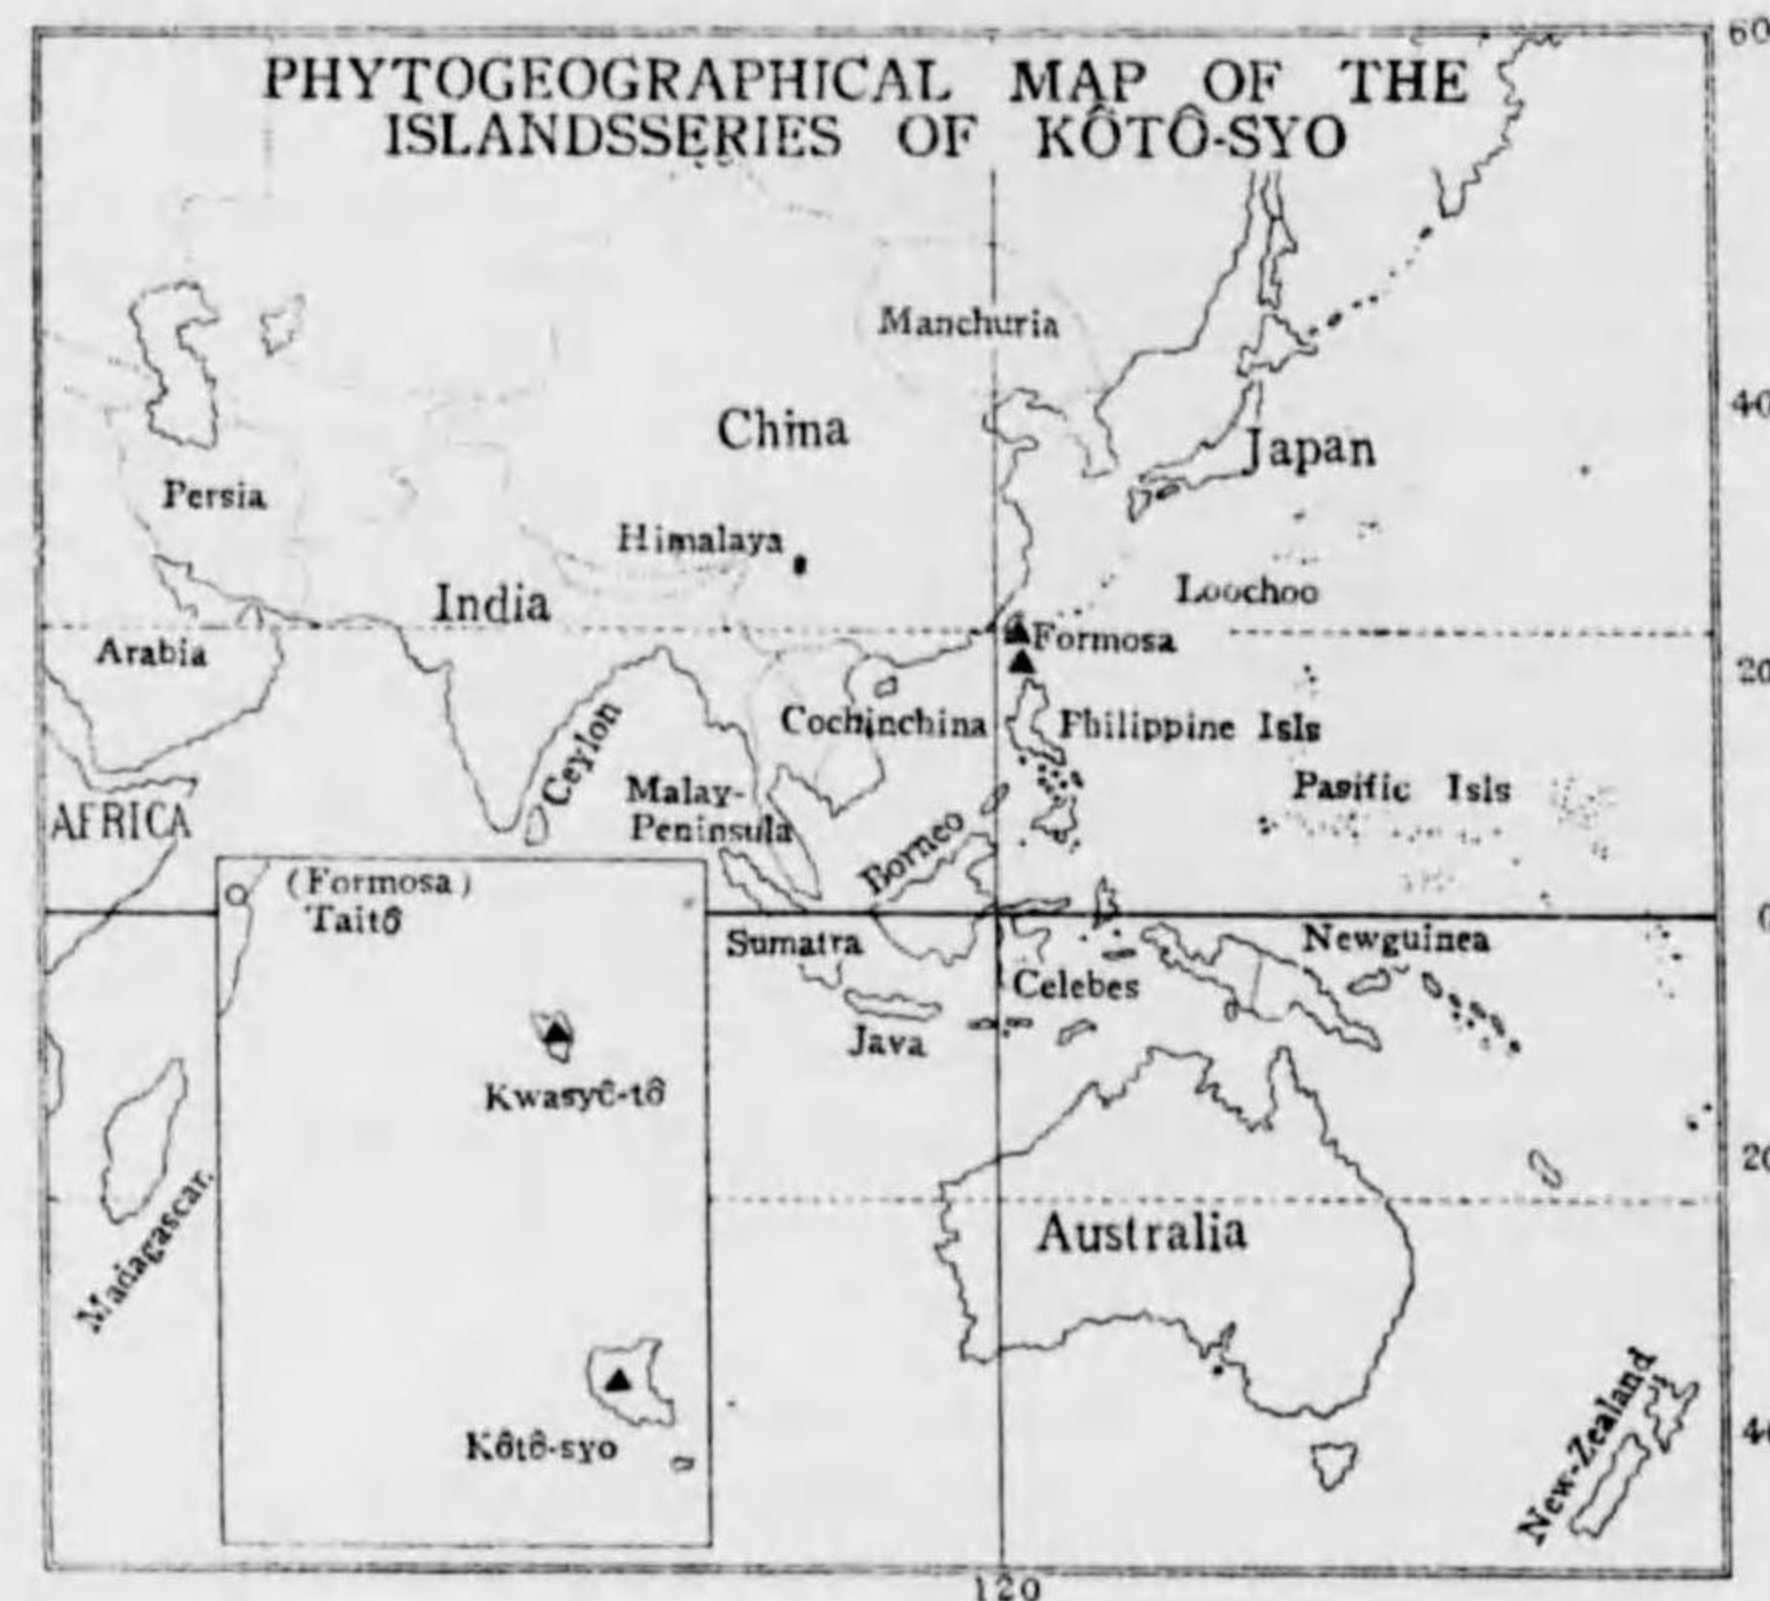 PHYTOGEOGRAPHICAL MAP OF THE
ISLANDSSERIES OF KÔTÔ-SYO
60
Manchuria
China
40
Japan
Persia
Himalaya
India
Loochoo
Arabia
Formosa
20
Ceylon
Cochinchina
Philippine Isls
Malay-
Peninsula
Pasific Isls
AFRICA
Borneo
(Formosa)
Taitô
0
Sumatra
Newguinea
Celebes
Java
Kwasyô-tô
20
Madagascar.
Australia
Kôtô-syo
New-Zealand
40
120